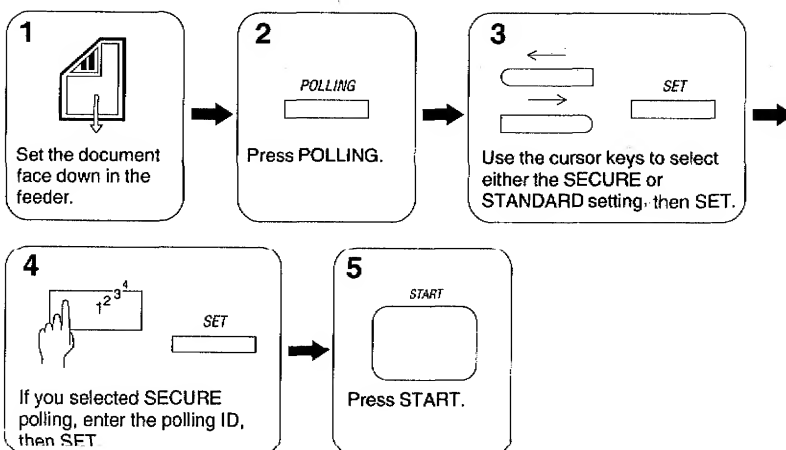 1
Set the document
face down in the
feeder.
2
POLLING
Press POLLING.
3
SET
Use the cursor keys to select
either the SECURE or
STANDARD setting, then SET.
4
1 2 3 4
SET
If you selected SECURE
polling, enter the polling ID,
then SET.
5
START
Press START.